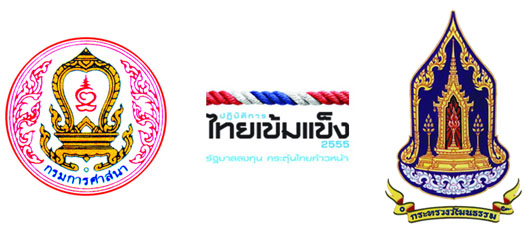 กรมการศาสนา
ปฏิบัติการ
ไทยเข้มแข็ง
2555
รัฐบาลลงทุน กระตุ้นไทยก้าวหน้า
กระทรวงวัฒนธรรม